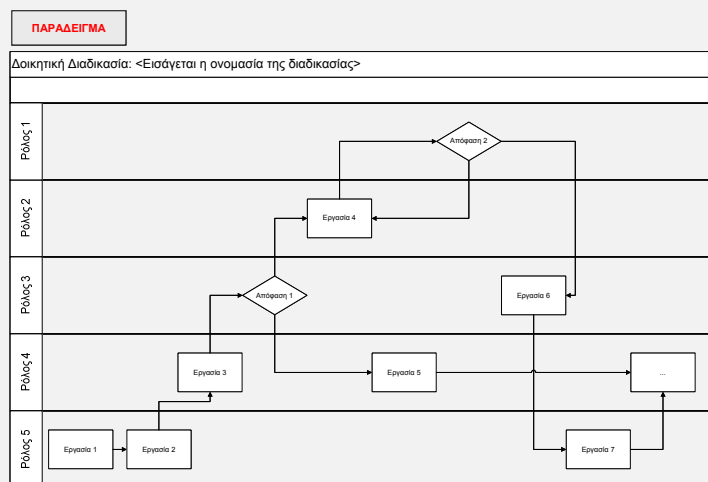 ΠΑΡΑΔΕΙΓΜΑ
Δοικητική Διαδικασία: <Εισάγεται η ονομασία της διαδικασίας>
Ρόλος 1
Απόφαση 2
Ρόλος 2
Εργασία 4
Ρόλος 3
Απόφαση 1
Εργασία 6
Ρόλος 4
Εργασία 3
Εργασία 5
...
Ρόλος 5
Εργασία 1
Εργασία 2
Εργασία 7